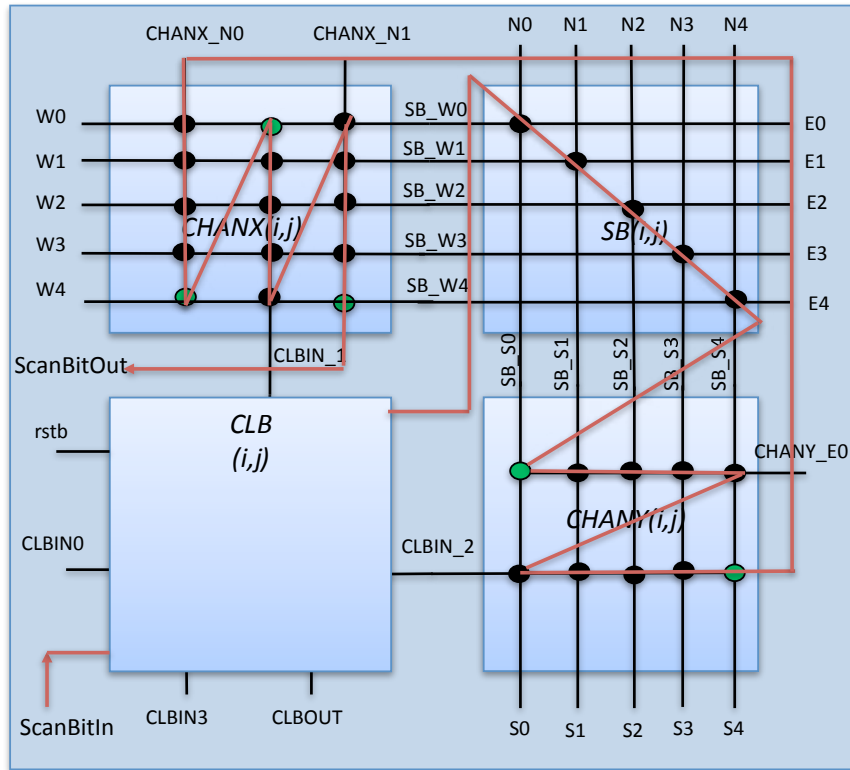 CHANX_N0
CHANX_N1
N0 N1 N2 N3 N4
W0
SB_W0
E0
W1
SB_W1
E1
W2
SB_W2
E2
CHANX(i,j)
SB(i,j)
W3
SB_W3
E3
W4
SB_W4
E4
SB_S0
SB_S1
SB_S2
SB_S3
SB_S4
ScanBitOut
CLBIN_1
CLB
(i,j)
rstb
CHANY_E0
CHANY(i,j)
CLBIN0
CLBIN_2
ScanBitIn
CLBIN3
CLBOUT
S0 S1 S2 S3 S4